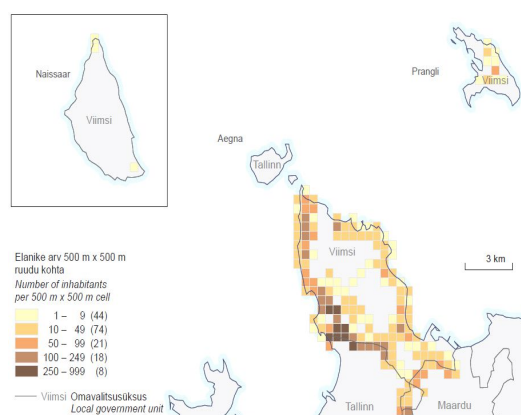 Naissaar
Viimsi
Prangli
Viimsi
Aegna
Tallinn
Viimsi
3 km
Elanike arv 500 m x 500 m
ruudu kohta
Number of inhabitants
per 500 m x 500 m cell
1 – 9 (44)
10 – 49 (74)
50 – 99 (21)
100 – 249 (18)
250 – 999 (8)
Viimsi Omavalitsusüksus
Local government unit
Tallinn
Maardu